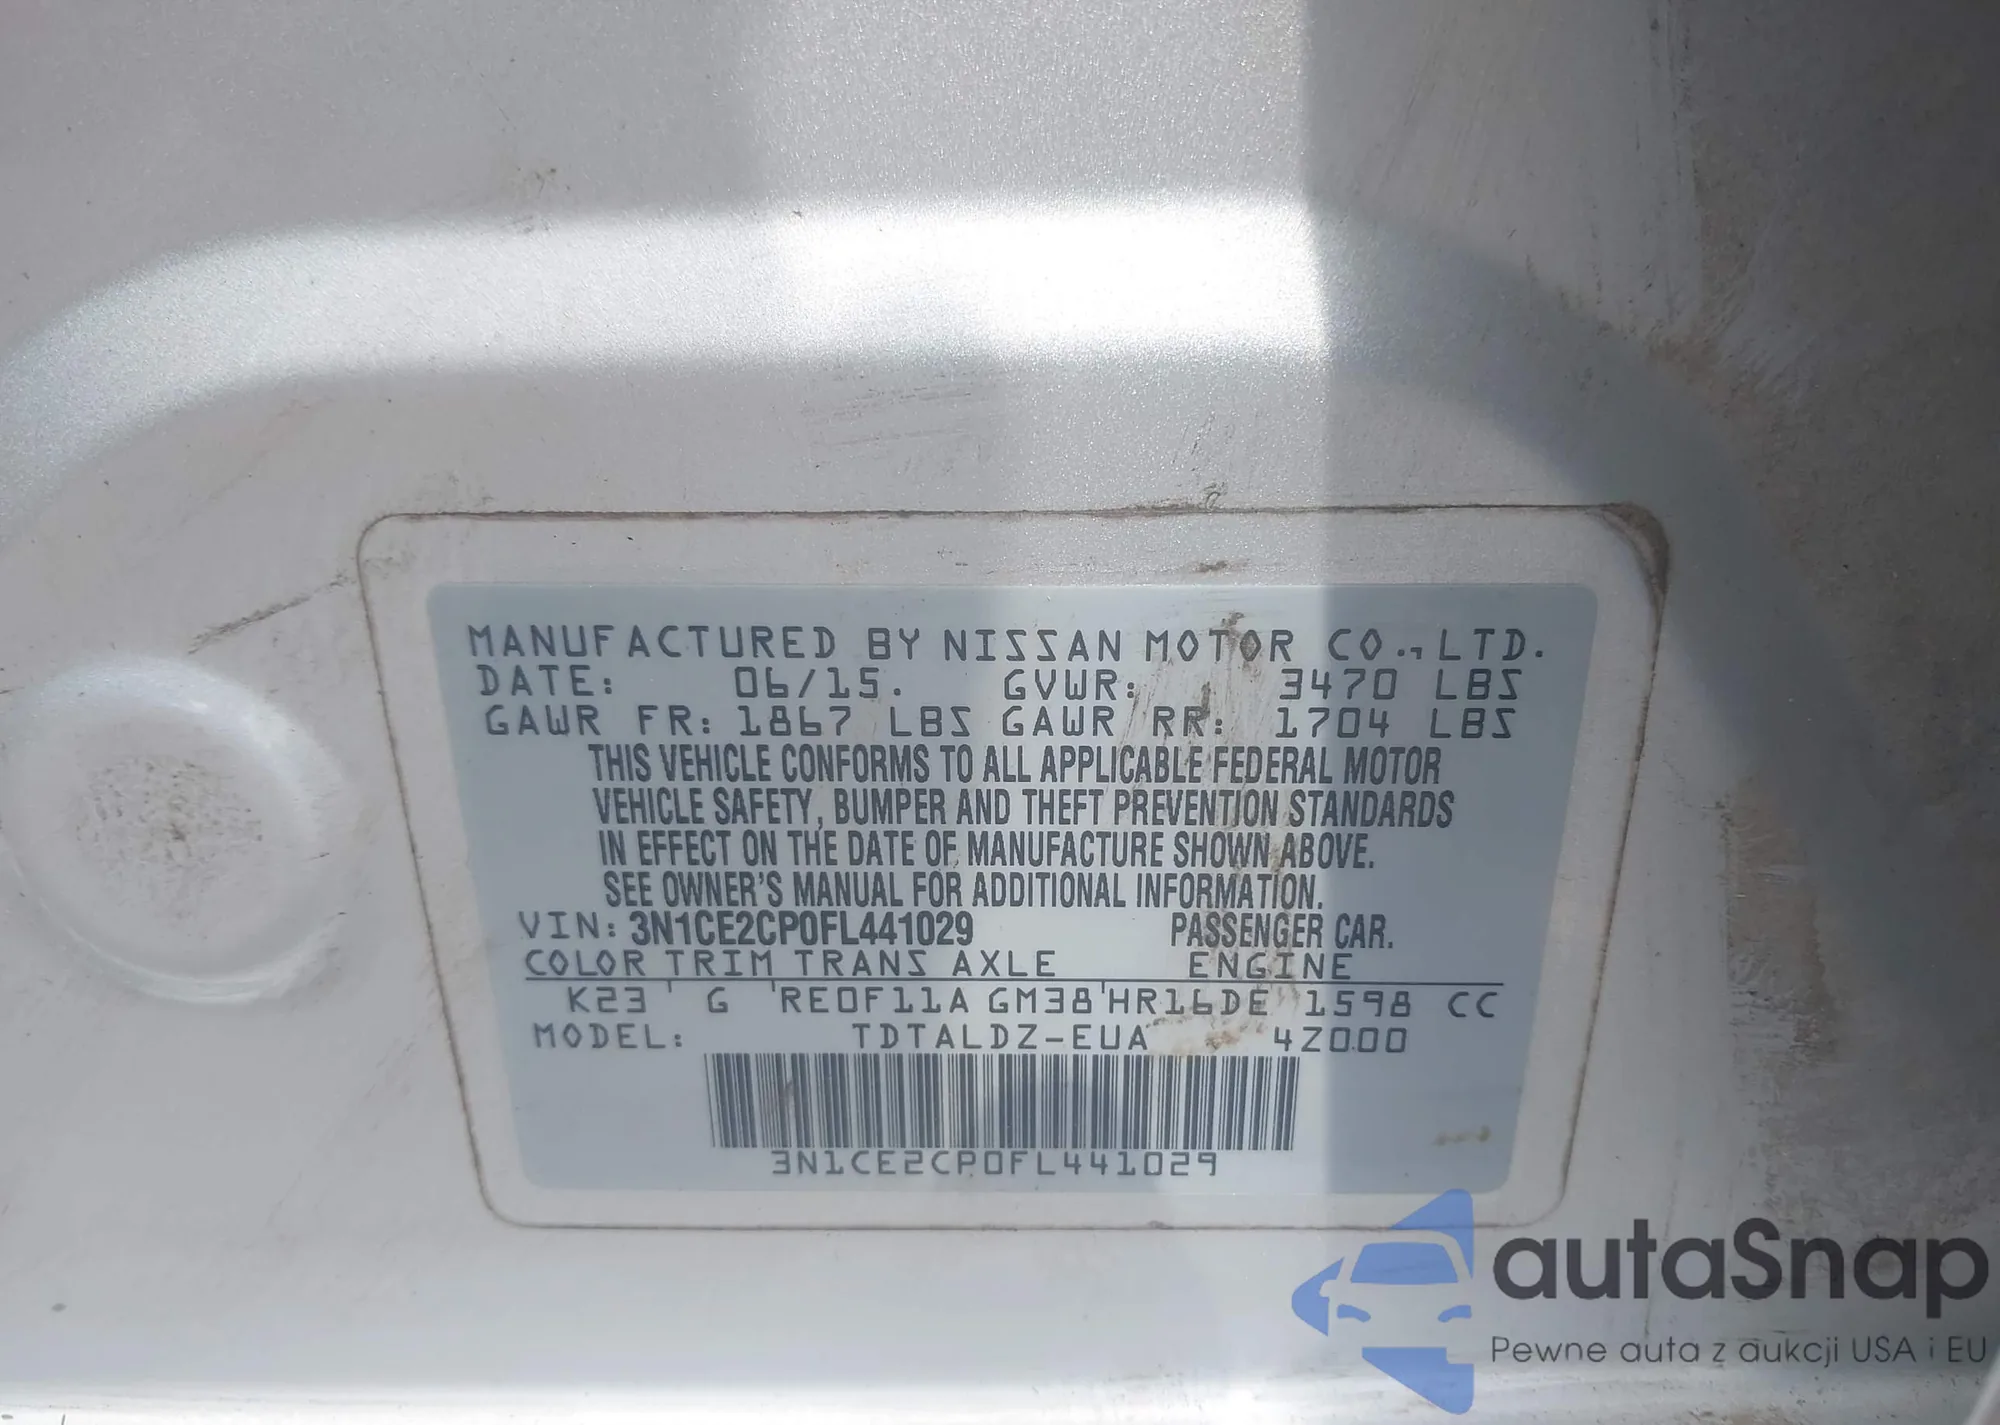 MANUFACTURED BY NISSAN MOTOR CO., LTD.
DATE: 06/15. GVWR: 3470 LBS
GAWR FR: 1867 LBS GAWR RR: 1704 LBS
THIS VEHICLE CONFORMS TO ALL APPLICABLE FEDERAL MOTOR
VEHICLE SAFETY, BUMPER AND THEFT PREVENTION STANDARDS
IN EFFECT ON THE DATE OF MANUFACTURE SHOWN ABOVE.
SEE OWNER'S MANUAL FOR ADDITIONAL INFORMATION.
VIN: 3N1CE2CP0FL441029 PASSENGER CAR.
COLOR TRIM TRANS AXLE ENGINE
K23 G RE0F11A GM38 HR16DE 1598 CC
MODEL: TDTALDZ-EUA 4Z000
3N1CE2CP0FL441029
autaSnap
Pewne auta z aukcji USA i EU